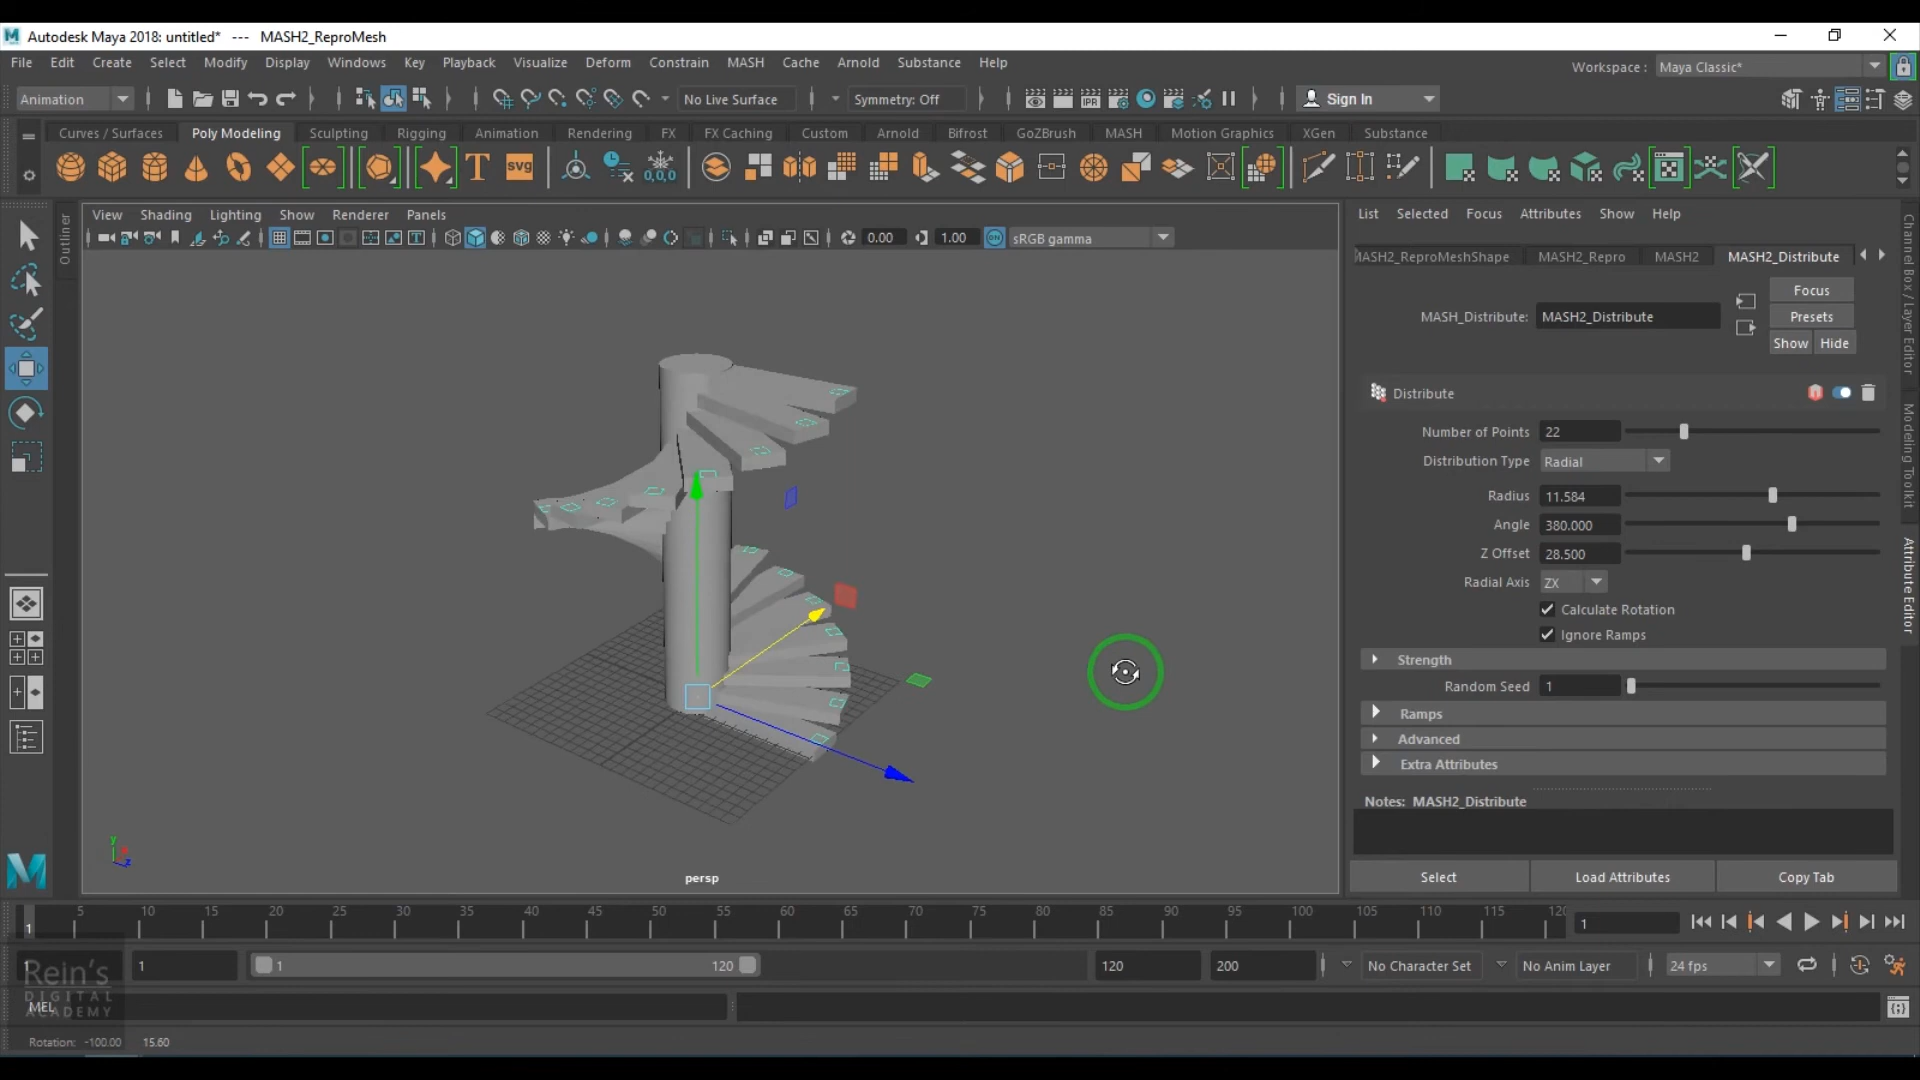 Autodesk Maya 2018: untitled*   ---   MASH2_ReproMesh
File Edit Create Select Modify Display Windows Key Playback Visualize Deform Constrain MASH Cache Arnold Substance Help
Workspace : Maya Classic*
Animation No Live Surface Symmetry: Off IPR Sign In
Curves / Surfaces Poly Modeling Sculpting Rigging Animation Rendering FX FX Caching Custom Arnold Bifrost GoZBrush MASH Motion Graphics XGen Substance
T svg 0,0,0
Outliner
View Shading Lighting Show Renderer Panels
0.00 1.00 ON sRGB gamma
List Selected Focus Attributes Show Help
MASH2_ReproMeshShape MASH2_Repro MASH2 MASH2_Distribute
MASH_Distribute: MASH2_Distribute
Focus
Presets
Show Hide
Distribute
Number of Points 22
Distribution Type Radial
Radius 11.584
Angle 380.000
Z Offset 28.500
Radial Axis ZX
Calculate Rotation
Ignore Ramps
Strength
Random Seed 1
Ramps
Advanced
Extra Attributes
Notes: MASH2_Distribute
Select Load Attributes Copy Tab
Channel Box / Layer Editor
Modeling Toolkit
Attribute Editor
y
z
persp
5 10 15 20 25 30 35 40 45 50 55 60 65 70 75 80 85 90 95 100 105 110 115 120
1
1
1 1 1 120 120 200 No Character Set No Anim Layer 24 fps
Rein's
DIGITAL
ACADEMY
MEL
Rotation: -100.00 15.60